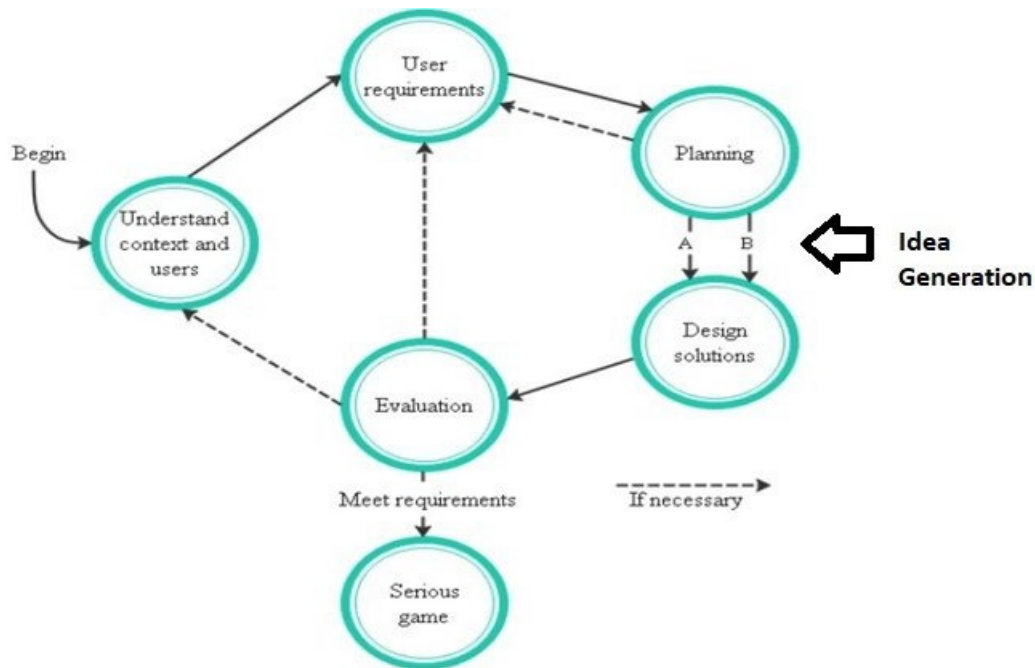 User
requirements
Begin
Planning
Understand
context and
users
A
B
Idea
Generation
Design
solutions
Evaluation
Meet requirements
If necessary
Serious
game